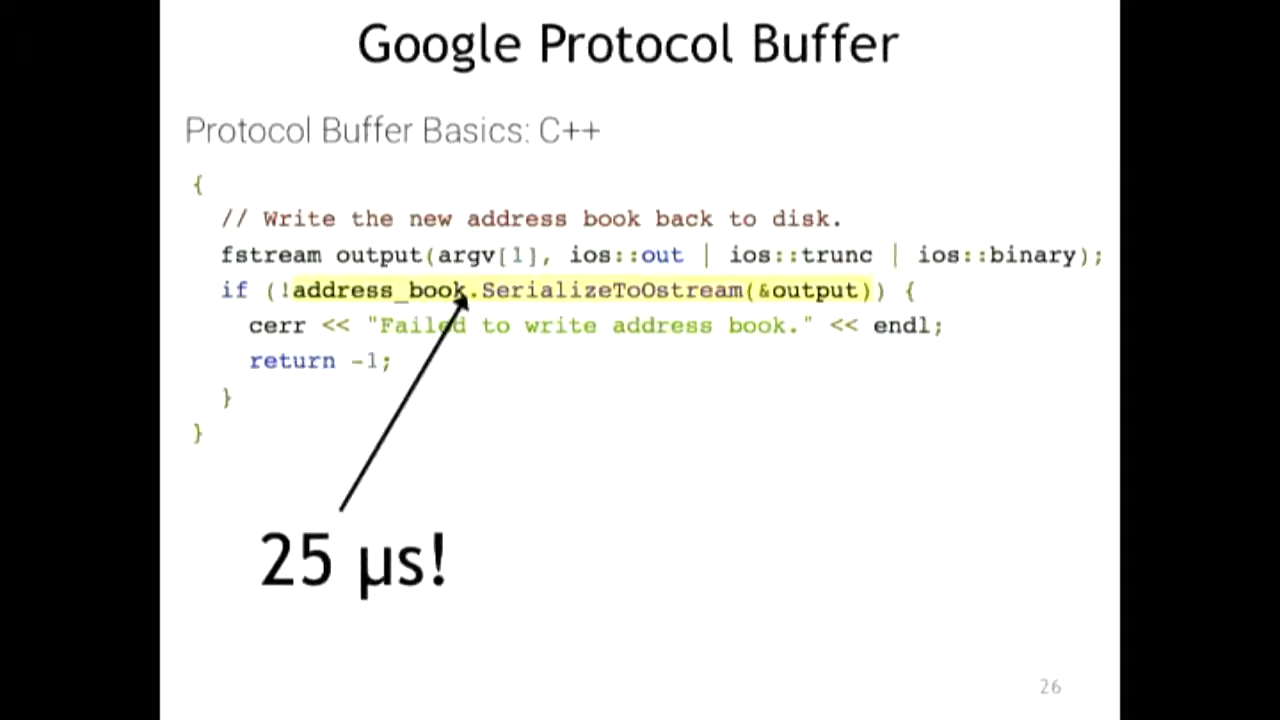 Google Protocol Buffer
Protocol Buffer Basics: C++
{
// Write the new address book back to disk.
fstream output(argv[1], ios::out | ios::trunc | ios::binary);
if (!address_book.SerializeToOstream(&output)) {
cerr << "Failed to write address book." << endl;
return -1;
}
}
25 µs!
26